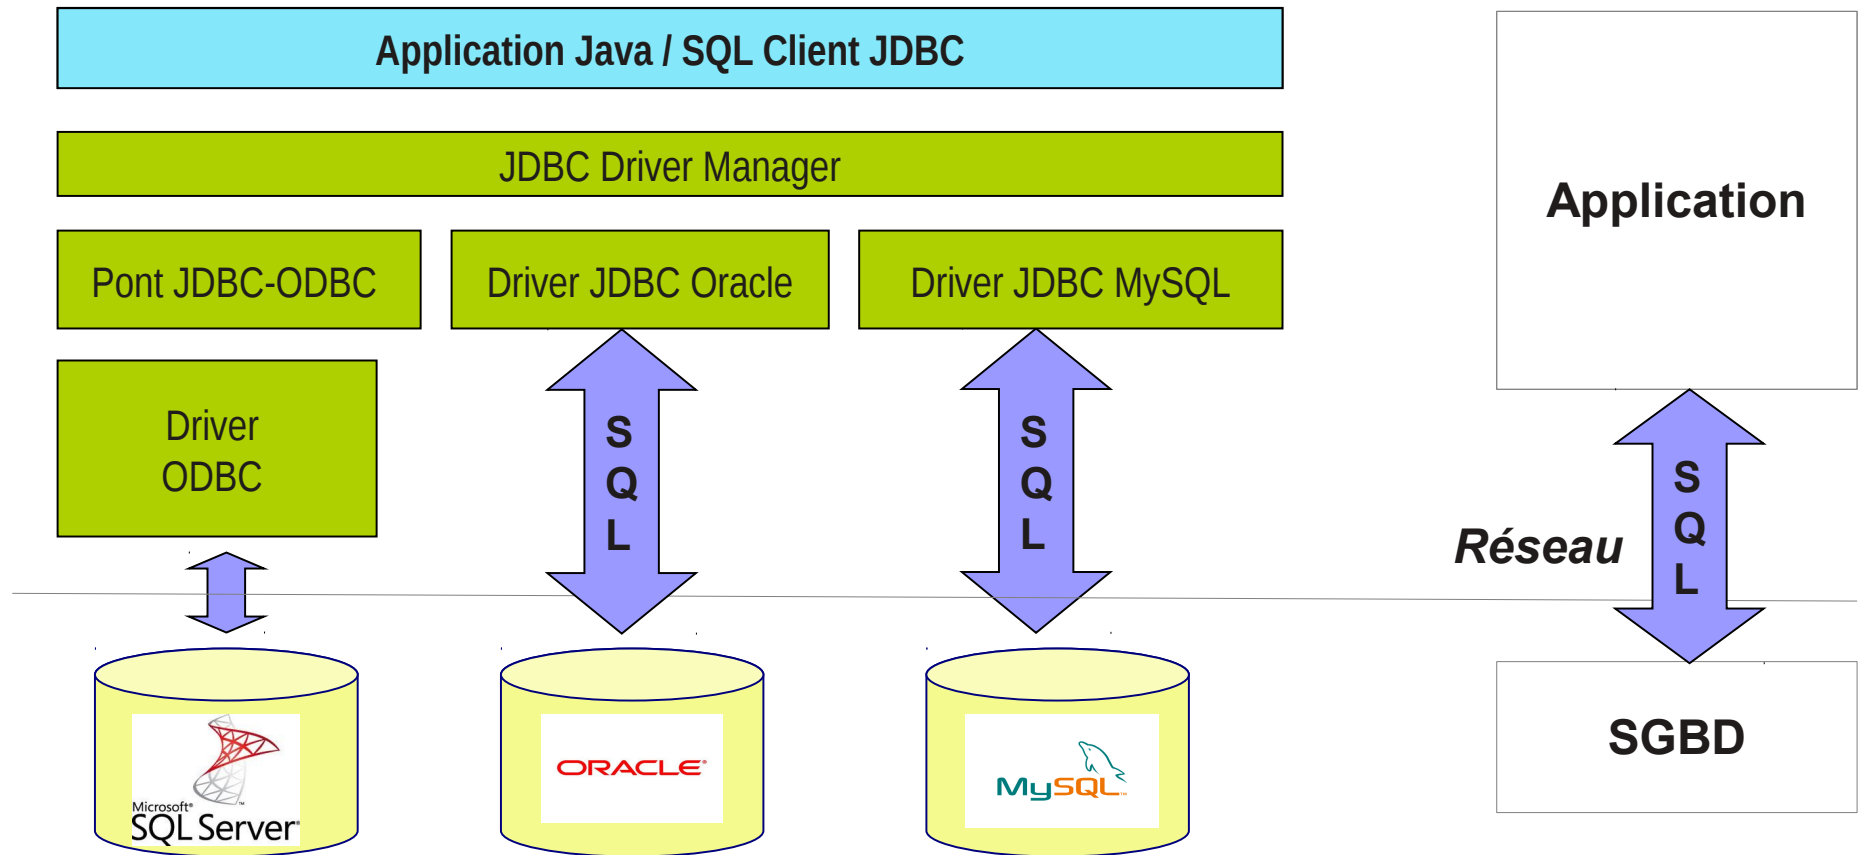 Application Java / SQL Client JDBC
JDBC Driver Manager
Pont JDBC-ODBC
Driver JDBC Oracle
Driver JDBC MySQL
Driver
ODBC
S
Q
L
S
Q
L
Application
S
Q
L
Réseau
Microsoft®
SQL Server®
ORACLE®
MySQL™
SGBD